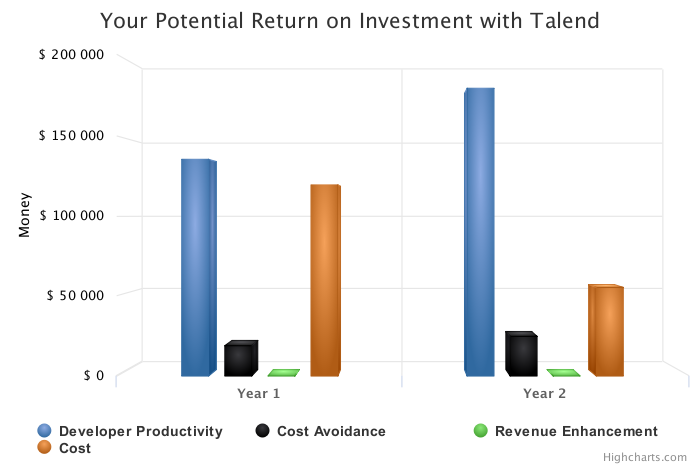 Your Potential Return on Investment with Talend
$ 200 000
$ 150 000
$ 100 000
$ 50 000
$ 0
Money
Year 1
Year 2
Developer Productivity
Cost Avoidance
Revenue Enhancement
Cost
Highcharts.com